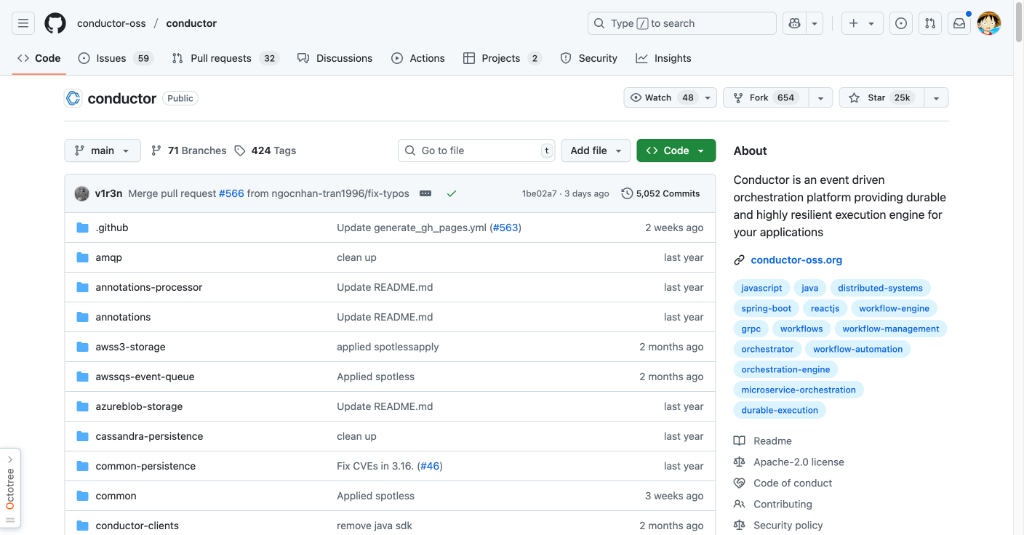 conductor-oss / conductor
Type / to search
Code
Issues 59
Pull requests 32
Discussions
Actions
Projects 2
Security
Insights
conductor Public
Watch 48
Fork 654
Star 25k
main
71 Branches
424 Tags
Go to file t
Add file
Code
v1r3n Merge pull request #566 from ngocnhan-tran1996/fix-typos
1be02a7 · 3 days ago
5,052 Commits
.github Update generate_gh_pages.yml (#563) 2 weeks ago
amqp clean up last year
annotations-processor Update README.md last year
annotations Update README.md last year
awss3-storage applied spotlessapply 2 months ago
awssqs-event-queue Applied spotless 2 months ago
azureblob-storage Update README.md last year
cassandra-persistence clean up last year
common-persistence Fix CVEs in 3.16. (#46) last year
common Applied spotless 3 weeks ago
conductor-clients remove java sdk 2 months ago
About
Conductor is an event driven
orchestration platform providing durable
and highly resilient execution engine for
your applications
conductor-oss.org
javascript java distributed-systems
spring-boot reactjs workflow-engine
grpc workflows workflow-management
orchestrator workflow-automation
orchestration-engine
microservice-orchestration
durable-execution
Readme
Apache-2.0 license
Code of conduct
Contributing
Security policy
Octotree